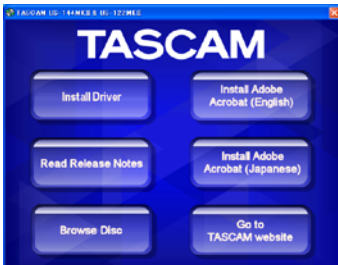 TASCAM US-144MKII & US-122MKII
TASCAM
Install Driver
Install Adobe
Acrobat (English)
Read Release Notes
Install Adobe
Acrobat (Japanese)
Browse Disc
Go to
TASCAM website